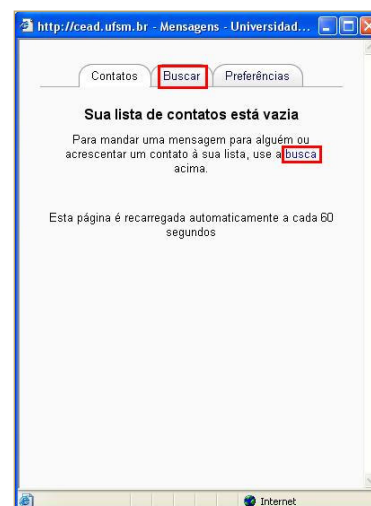 http://cead.ufsm.br - Mensagens - Universidad...
Contatos Buscar Preferências
Sua lista de contatos está vazia
Para mandar uma mensagem para alguém ou
acrescentar um contato à sua lista, use a busca
acima.
Esta página é recarregada automaticamente a cada 60
segundos
Internet